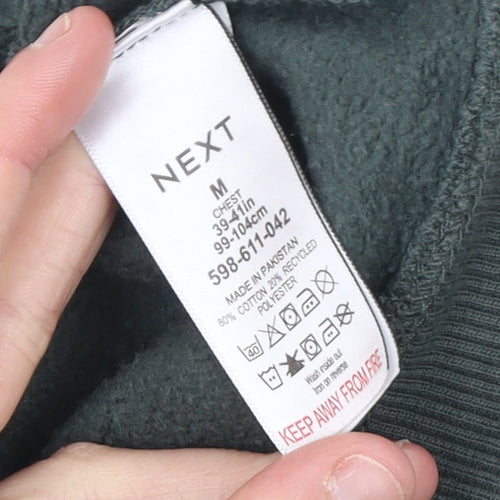 NEXT
M
CHEST
39-41in
99-104cm
598-611-042
MADE IN PAKISTAN
80% COTTON 20% RECYCLED
POLYESTER
40
Wash inside out
Iron on reverse
KEEP AWAY FROM FIRE